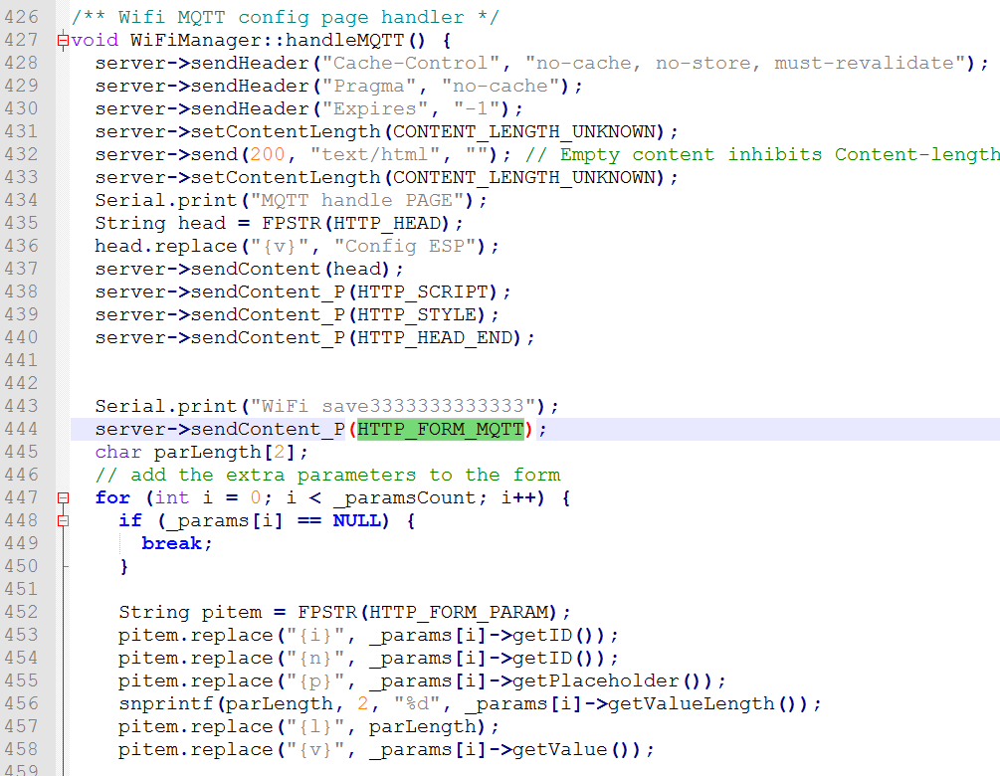 426 /** Wifi MQTT config page handler */
427 void WiFiManager::handleMQTT() {
428 server->sendHeader("Cache-Control", "no-cache, no-store, must-revalidate");
429 server->sendHeader("Pragma", "no-cache");
430 server->sendHeader("Expires", "-1");
431 server->setContentLength(CONTENT_LENGTH_UNKNOWN);
432 server->send(200, "text/html", ""); // Empty content inhibits Content-length
433 server->setContentLength(CONTENT_LENGTH_UNKNOWN);
434 Serial.print("MQTT handle PAGE");
435 String head = FPSTR(HTTP_HEAD);
436 head.replace("{v}", "Config ESP");
437 server->sendContent(head);
438 server->sendContent_P(HTTP_SCRIPT);
439 server->sendContent_P(HTTP_STYLE);
440 server->sendContent_P(HTTP_HEAD_END);
441
442
443 Serial.print("WiFi save3333333333333");
444 server->sendContent_P(HTTP_FORM_MQTT);
445 char parLength[2];
446 // add the extra parameters to the form
447 for (int i = 0; i < _paramsCount; i++) {
448 if (_params[i] == NULL) {
449 break;
450 }
451
452 String pitem = FPSTR(HTTP_FORM_PARAM);
453 pitem.replace("{i}", _params[i]->getID());
454 pitem.replace("{n}", _params[i]->getID());
455 pitem.replace("{p}", _params[i]->getPlaceholder());
456 snprintf(parLength, 2, "%d", _params[i]->getValueLength());
457 pitem.replace("{l}", parLength);
458 pitem.replace("{v}", _params[i]->getValue());
459